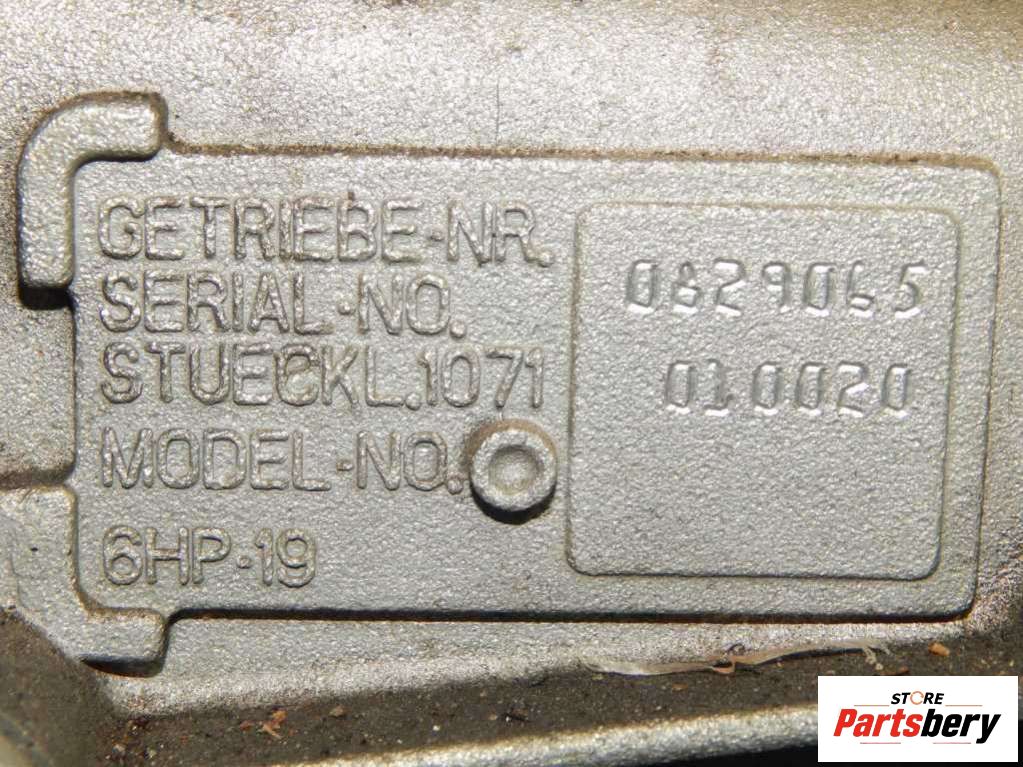 GETRIEBE-NR.
SERIAL-NO. 0829065
STUECKL.1071 010020
MODEL-NO.
6HP-19
STORE
Partsbery